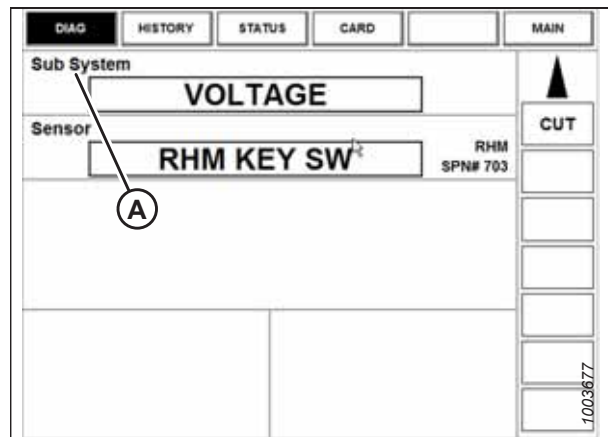 DIAG HISTORY STATUS CARD MAIN
Sub System
VOLTAGE
CUT
Sensor
RHM KEY SW
RHM
SPN# 703
A
1003677